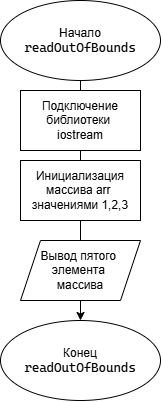 Начало
readOutOfBounds
Подключение
библиотеки
iostream
Инициализация
массива arr
значениями 1,2,3
Вывод пятого
элемента
массива
Конец
readOutOfBounds